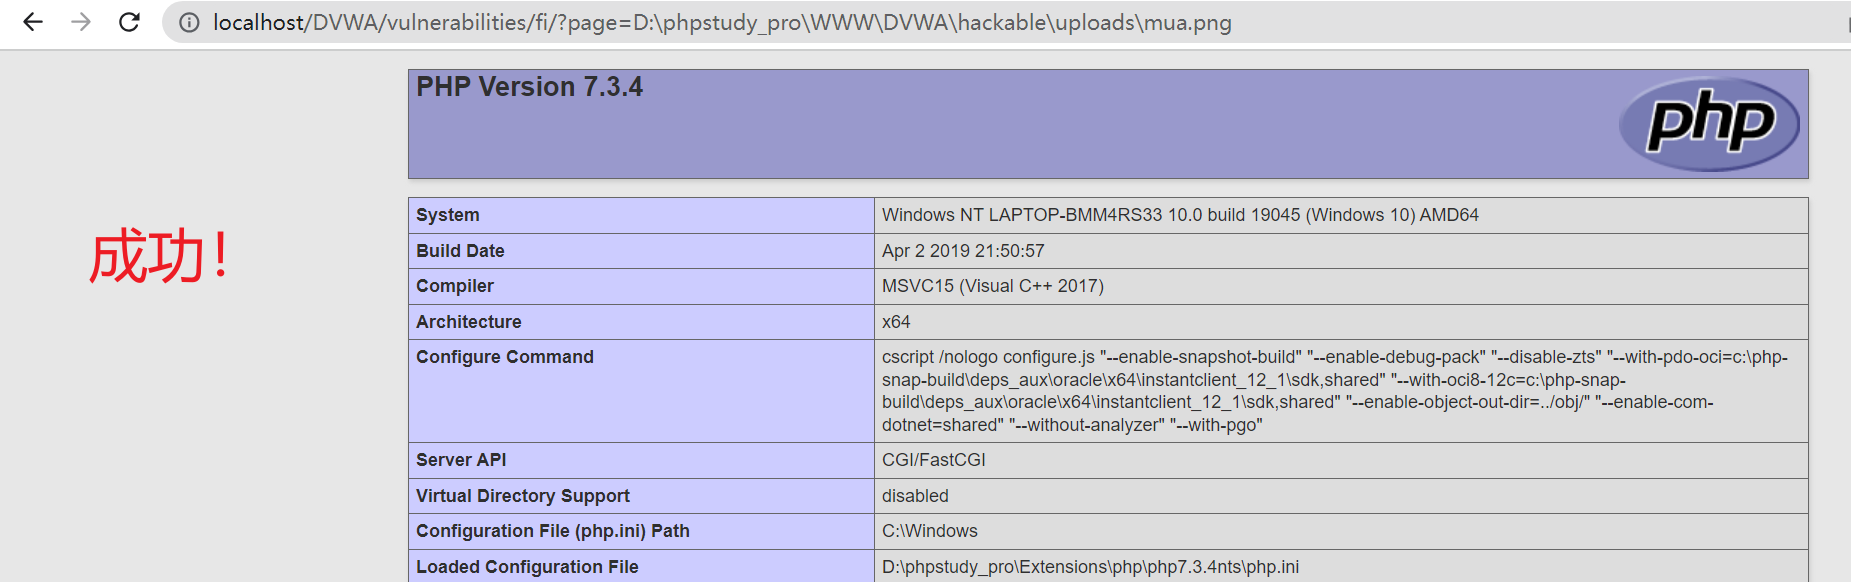 localhost/DVWA/vulnerabilities/fi/?page=D:\phpstudy_pro\WWW\DVWA\hackable\uploads\mua.png
PHP Version 7.3.4
php
成功！
System Windows NT LAPTOP-BMM4RS33 10.0 build 19045 (Windows 10) AMD64
Build Date Apr 2 2019 21:50:57
Compiler MSVC15 (Visual C++ 2017)
Architecture x64
Configure Command cscript /nologo configure.js "--enable-snapshot-build" "--enable-debug-pack" "--disable-zts" "--with-pdo-oci=c:\php-
snap-build\deps_aux\oracle\x64\instantclient_12_1\sdk,shared" "--with-oci8-12c=c:\php-snap-
build\deps_aux\oracle\x64\instantclient_12_1\sdk,shared" "--enable-object-out-dir=../obj/" "--enable-com-
dotnet=shared" "--without-analyzer" "--with-pgo"
Server API CGI/FastCGI
Virtual Directory Support disabled
Configuration File (php.ini) Path C:\Windows
Loaded Configuration File D:\phpstudy_pro\Extensions\php\php7.3.4nts\php.ini